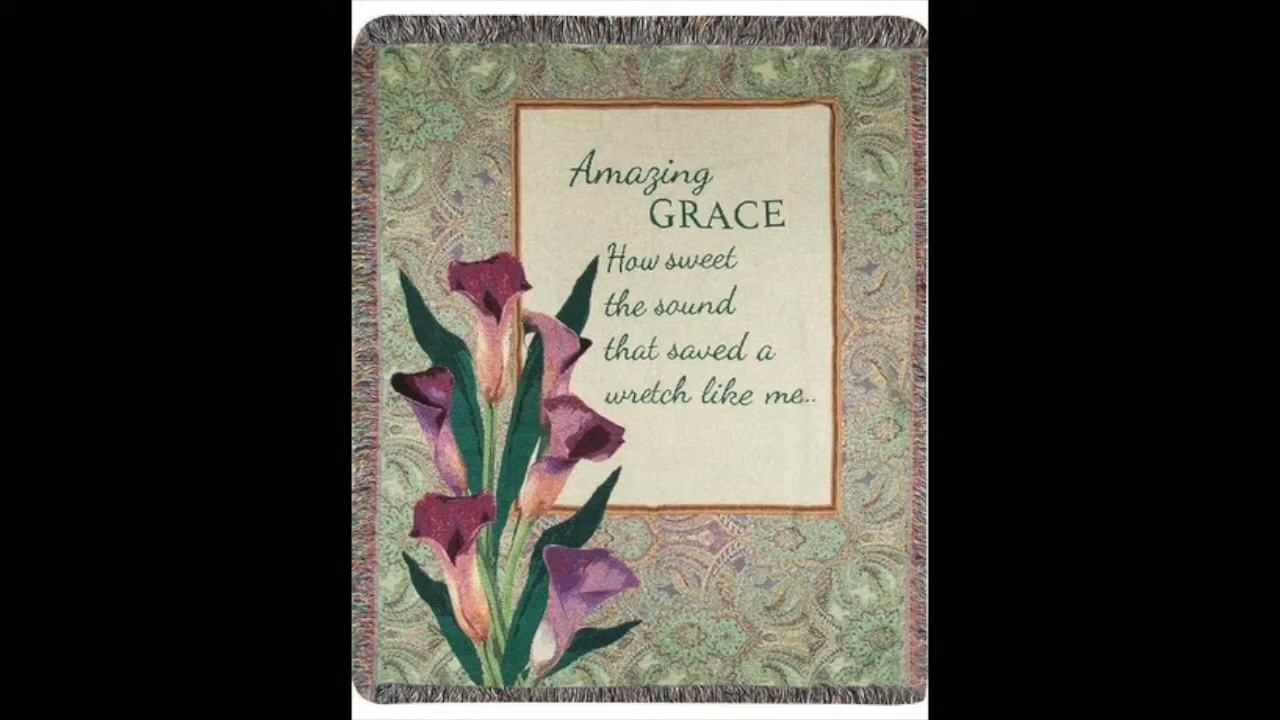 Amazing
GRACE
How sweet
the sound
that saved a
wretch like me..